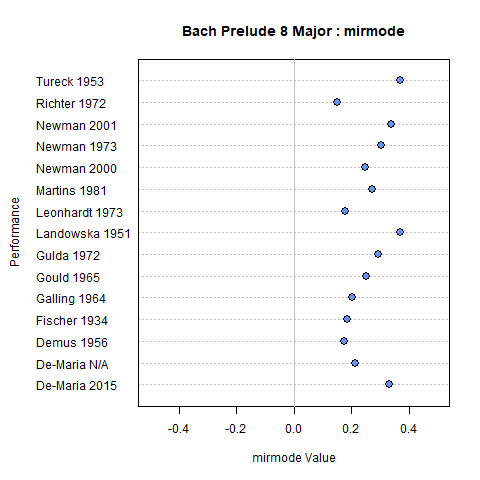 Bach Prelude 8 Major : mirmode
Performance
Tureck 1953
Richter 1972
Newman 2001
Newman 1973
Newman 2000
Martins 1981
Leonhardt 1973
Landowska 1951
Gulda 1972
Gould 1965
Galling 1964
Fischer 1934
Demus 1956
De-Maria N/A
De-Maria 2015
-0.4 -0.2 0.0 0.2 0.4
mirmode Value